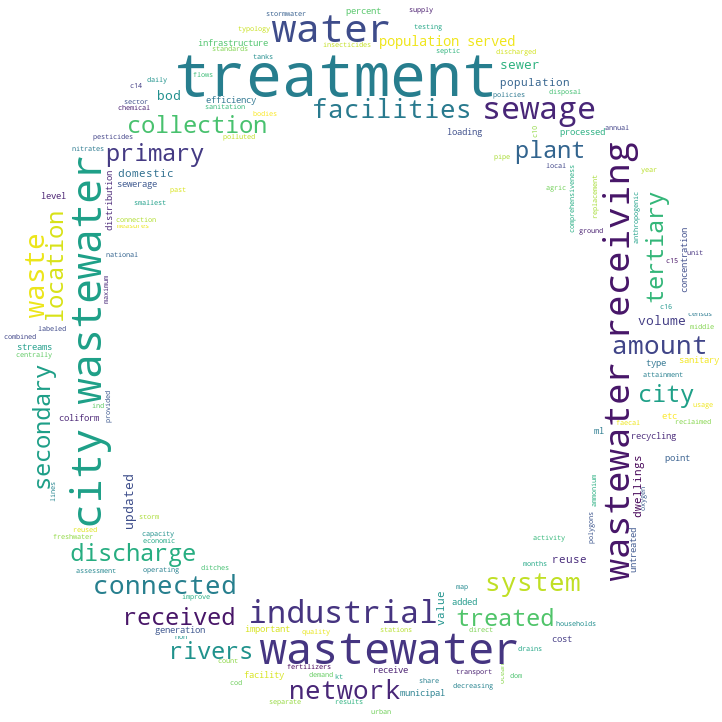 supply
percent
stormwater
water
typology
testing
infrastructure
insecticides
population served
discharged
standards
septic
treatment
tanks
sewer
flows
daily
c14
bod
population
disposal
efficiency
facilities
sewage
policies
sector
chemical
sanitation
bodies
collection
loading
c10
processed
annual
pesticides
polluted
nitrates
primary
plant
pipe
local
year
domestic
sewerage
past
level
distribution
smallest
agric
comprehensiveness
replacement
anthropogenic
tertiary
connection
measures
ground
waste
location
city wastewater
wastewater receiving
national
maximum
concentration
unit
c15
c16
census
combined
labeled
volume
middle
streams
centrally
amount
type
sanitary
attainment
secondary
ind
provided
city
usage
coliform
etc
faecal
reclaimed
ml
recycling
point
lines
updated
dwellings
oxygen
ammonium
polygons
untreated
storm
reused
freshwater
capacity
economic
discharge
activity
months
reuse
assessment
operating
ditches
connected
improve
system
map
value
added
received
industrial
treated
households
generation
important
quality
stations
direct
non
rivers
wastewater
cost
count
drains
facility
fertilizers
demand
kt
receive
transport
dom
ocean
cod
network
share
decreasing
municipal
separate
results
urban